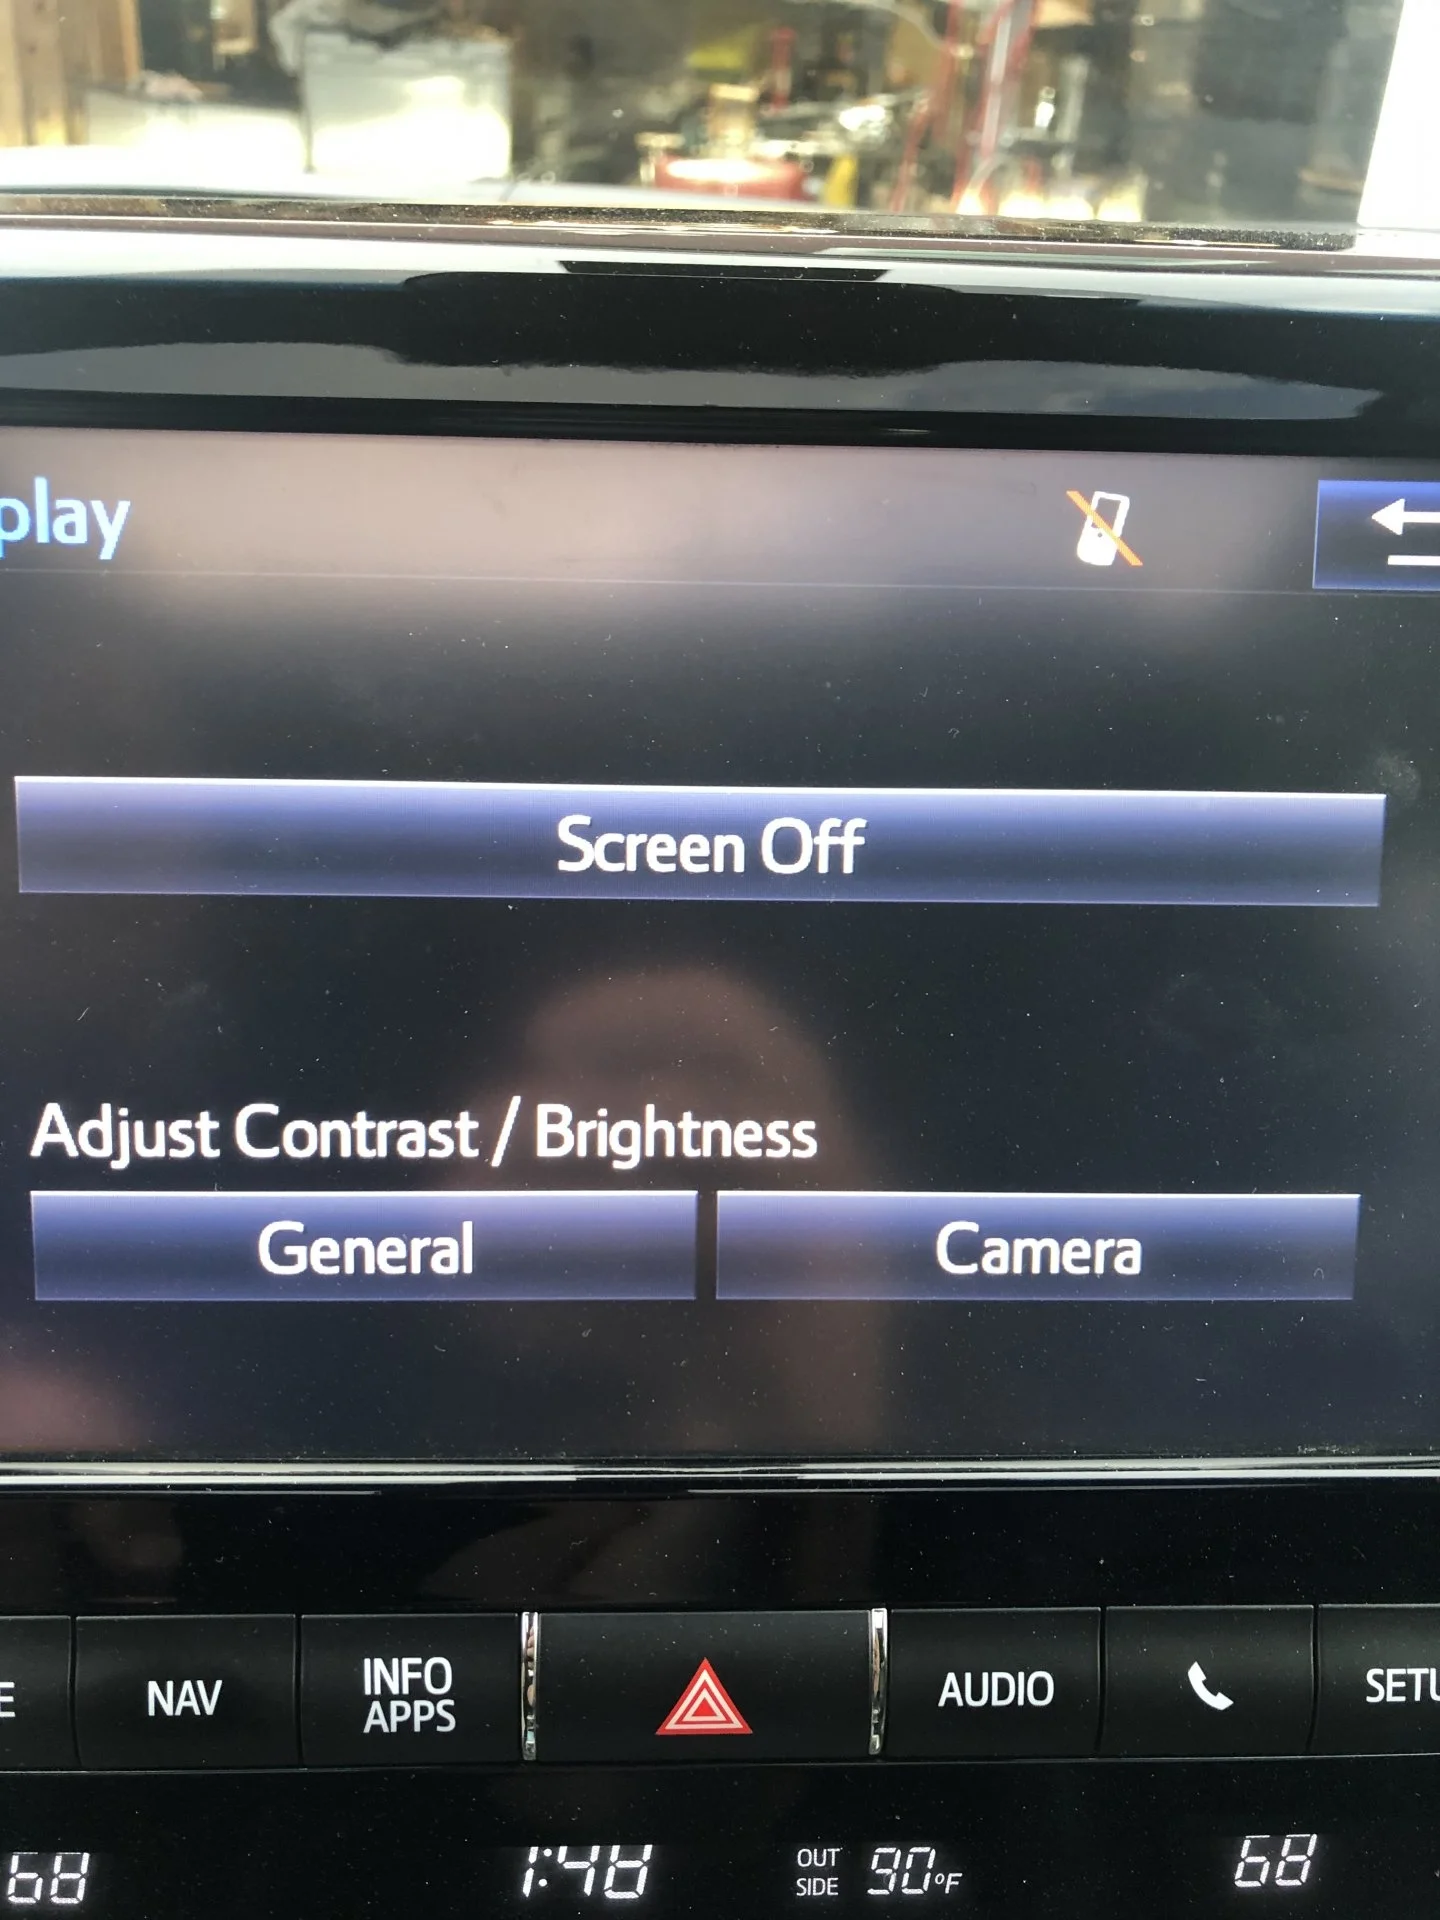 play
Screen Off
Adjust Contrast / Brightness
General
Camera
E
NAV
INFO
APPS
AUDIO
SETU
68
1:48
OUT
SIDE
90°F
68